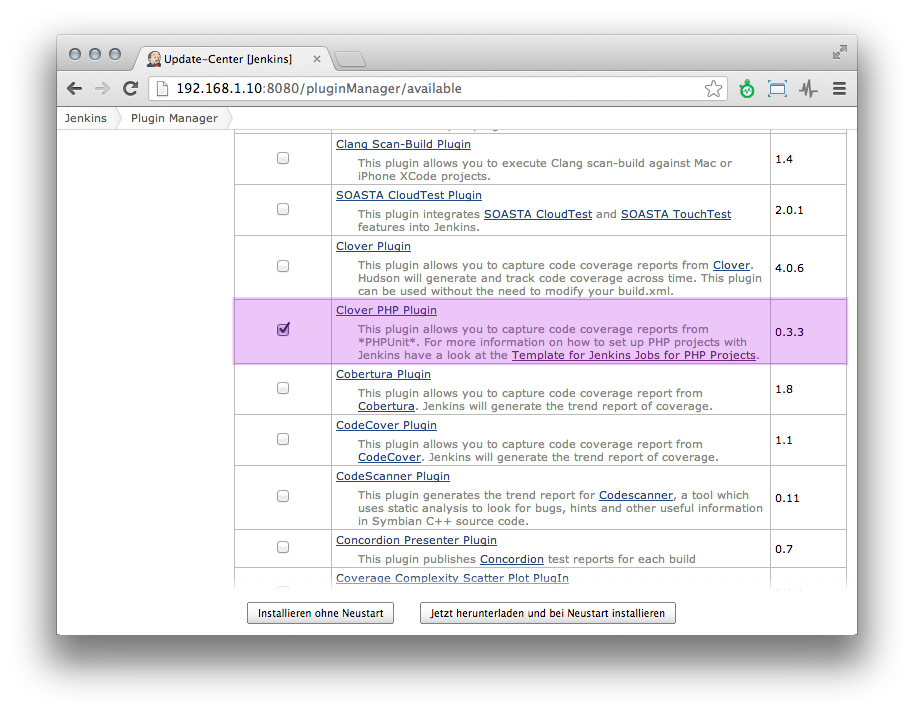 Update-Center [Jenkins]
192.168.1.10:8080/pluginManager/available
Jenkins Plugin Manager
Clang Scan-Build Plugin
This plugin allows you to execute Clang scan-build against Mac or
iPhone XCode projects.
1.4
SOASTA CloudTest Plugin
This plugin integrates SOASTA CloudTest and SOASTA TouchTest
features into Jenkins.
2.0.1
Clover Plugin
This plugin allows you to capture code coverage reports from Clover.
Hudson will generate and track code coverage across time. This plugin
can be used without the need to modify your build.xml.
4.0.6
Clover PHP Plugin
This plugin allows you to capture code coverage reports from
*PHPUnit*. For more information on how to set up PHP projects with
Jenkins have a look at the Template for Jenkins Jobs for PHP Projects.
0.3.3
Cobertura Plugin
This plugin allows you to capture code coverage report from
Cobertura. Jenkins will generate the trend report of coverage.
1.8
CodeCover Plugin
This plugin allows you to capture code coverage report from
CodeCover. Jenkins will generate the trend report of coverage.
1.1
CodeScanner Plugin
This plugin generates the trend report for Codescanner, a tool which
uses static analysis to look for bugs, hints and other useful information
in Symbian C++ source code.
0.11
Concordion Presenter Plugin
This plugin publishes Concordion test reports for each build
0.7
Coverage Complexity Scatter Plot PlugIn
Installieren ohne Neustart
Jetzt herunterladen und bei Neustart installieren